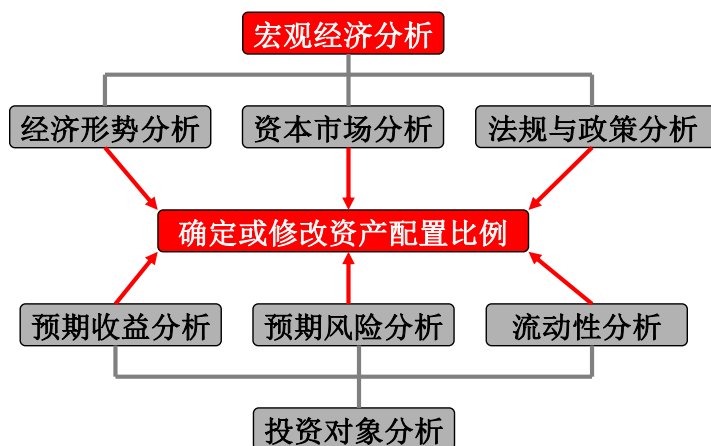 宏观经济分析
经济形势分析
资本市场分析
法规与政策分析
确定或修改资产配置比例
预期收益分析
预期风险分析
流动性分析
投资对象分析